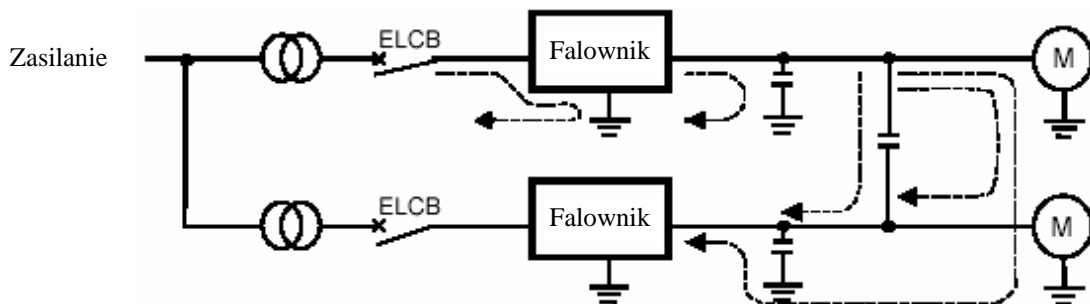 ELCB
Falownik
Zasilanie
M
ELCB
Falownik
M